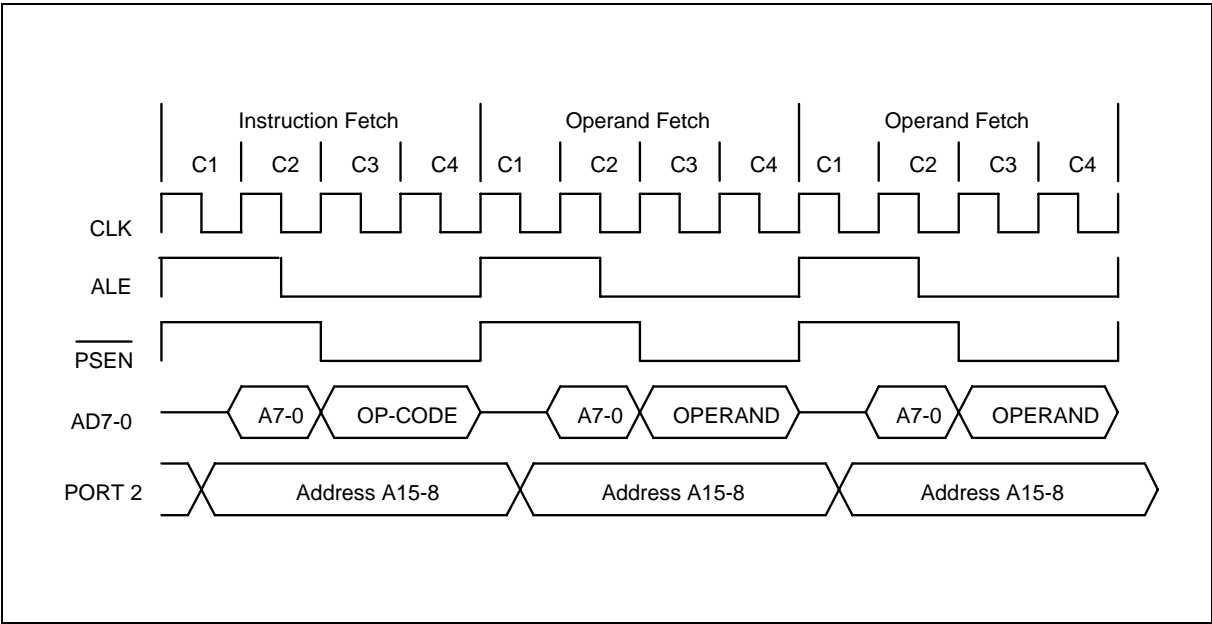 Instruction Fetch Operand Fetch Operand Fetch
C1 C2 C3 C4 C1 C2 C3 C4 C1 C2 C3 C4
CLK
ALE
PSEN
AD7-0 A7-0 OP-CODE A7-0 OPERAND A7-0 OPERAND
PORT 2 Address A15-8 Address A15-8 Address A15-8